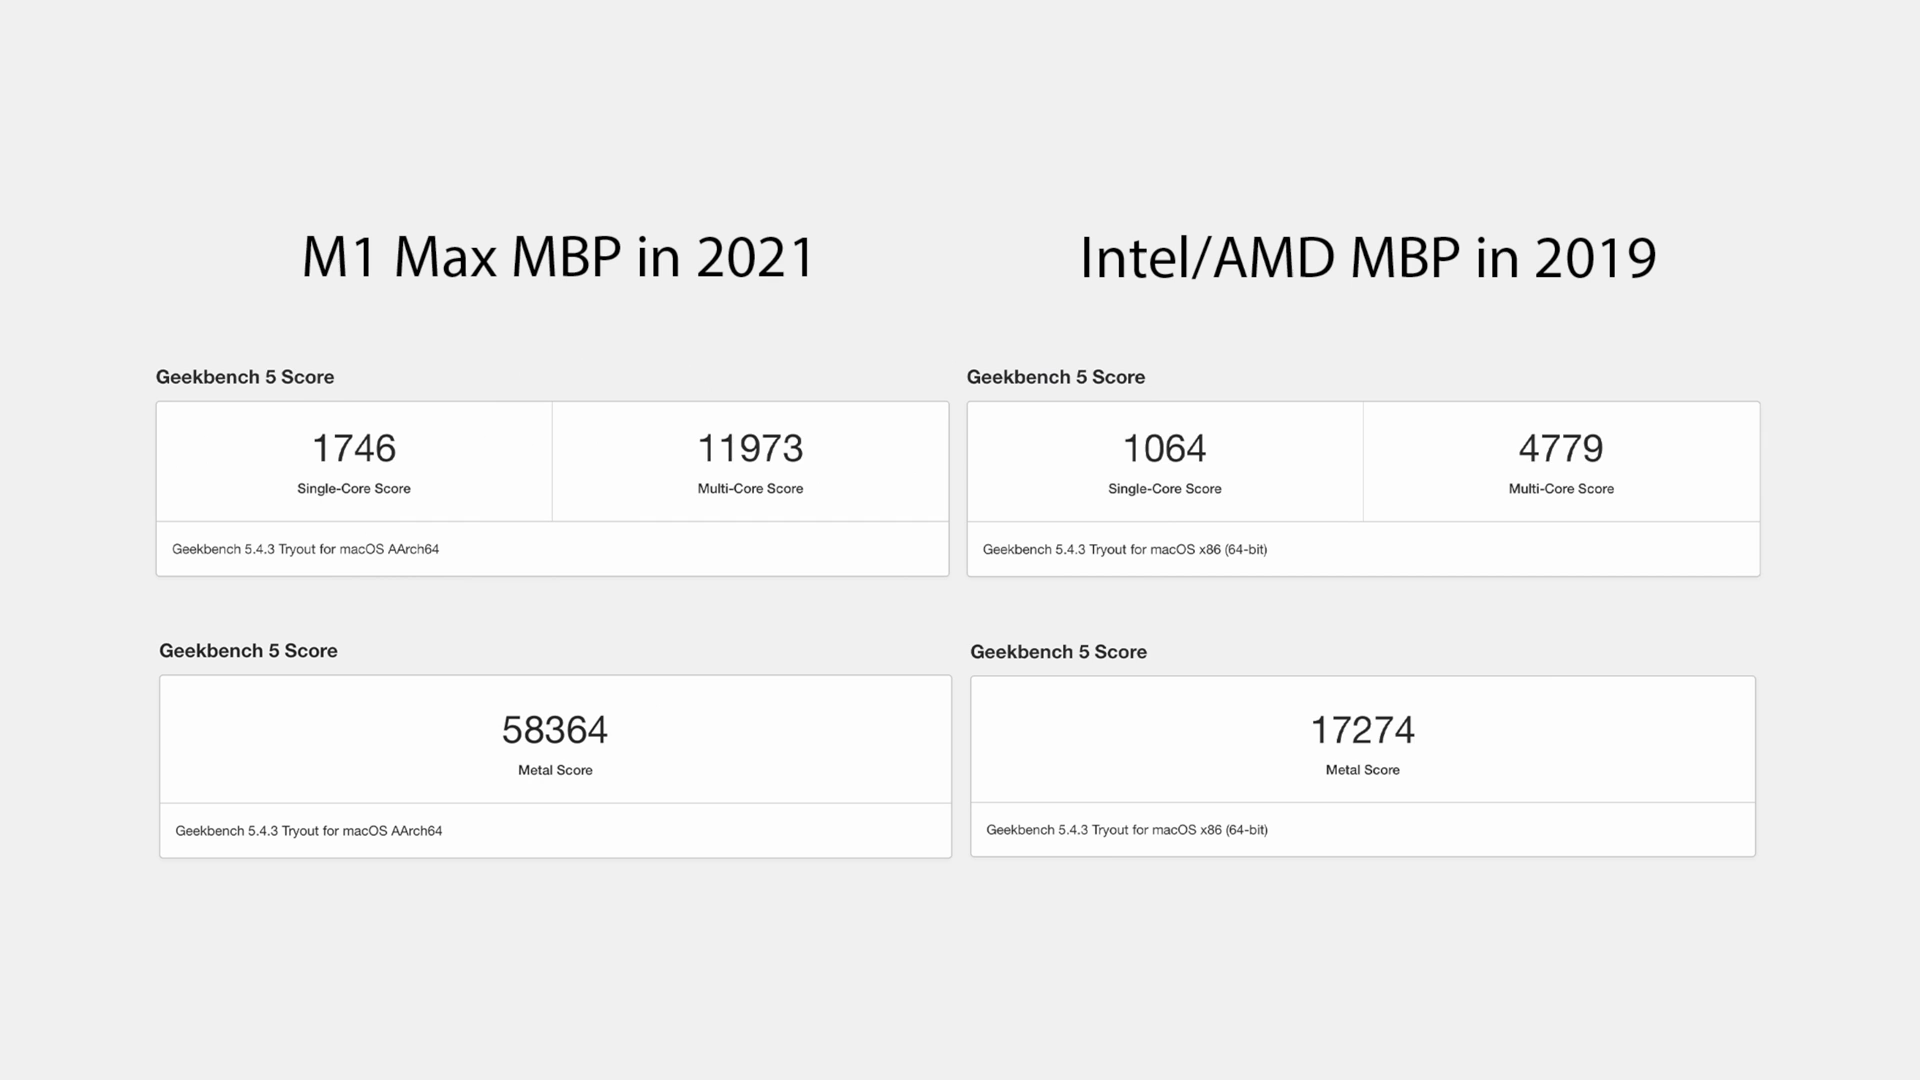 M1 Max MBP in 2021
Intel/AMD MBP in 2019
Geekbench 5 Score
1746
Single-Core Score
11973
Multi-Core Score
Geekbench 5.4.3 Tryout for macOS AArch64
Geekbench 5 Score
1064
Single-Core Score
4779
Multi-Core Score
Geekbench 5.4.3 Tryout for macOS x86 (64-bit)
Geekbench 5 Score
58364
Metal Score
Geekbench 5.4.3 Tryout for macOS AArch64
Geekbench 5 Score
17274
Metal Score
Geekbench 5.4.3 Tryout for macOS x86 (64-bit)